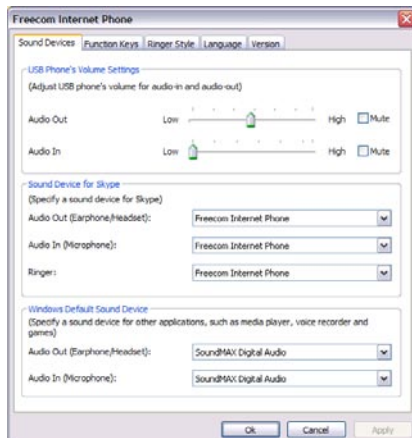 Freecom Internet Phone
Sound Devices Function Keys Ringer Style Language Version
USB Phone's Volume Settings
(Adjust USB phone's volume for audio-in and audio-out)
Audio Out Low High Mute
Audio In Low High Mute
Sound Device for Skype
(Specify a sound device for Skype)
Audio Out (Earphone/Headset): Freecom Internet Phone
Audio In (Microphone): Freecom Internet Phone
Ringer: Freecom Internet Phone
Windows Default Sound Device
(Specify a sound device for other applications, such as media player, voice recorder and
games)
Audio Out (Earphone/Headset): SoundMAX Digital Audio
Audio In (Microphone): SoundMAX Digital Audio
Ok Cancel Apply